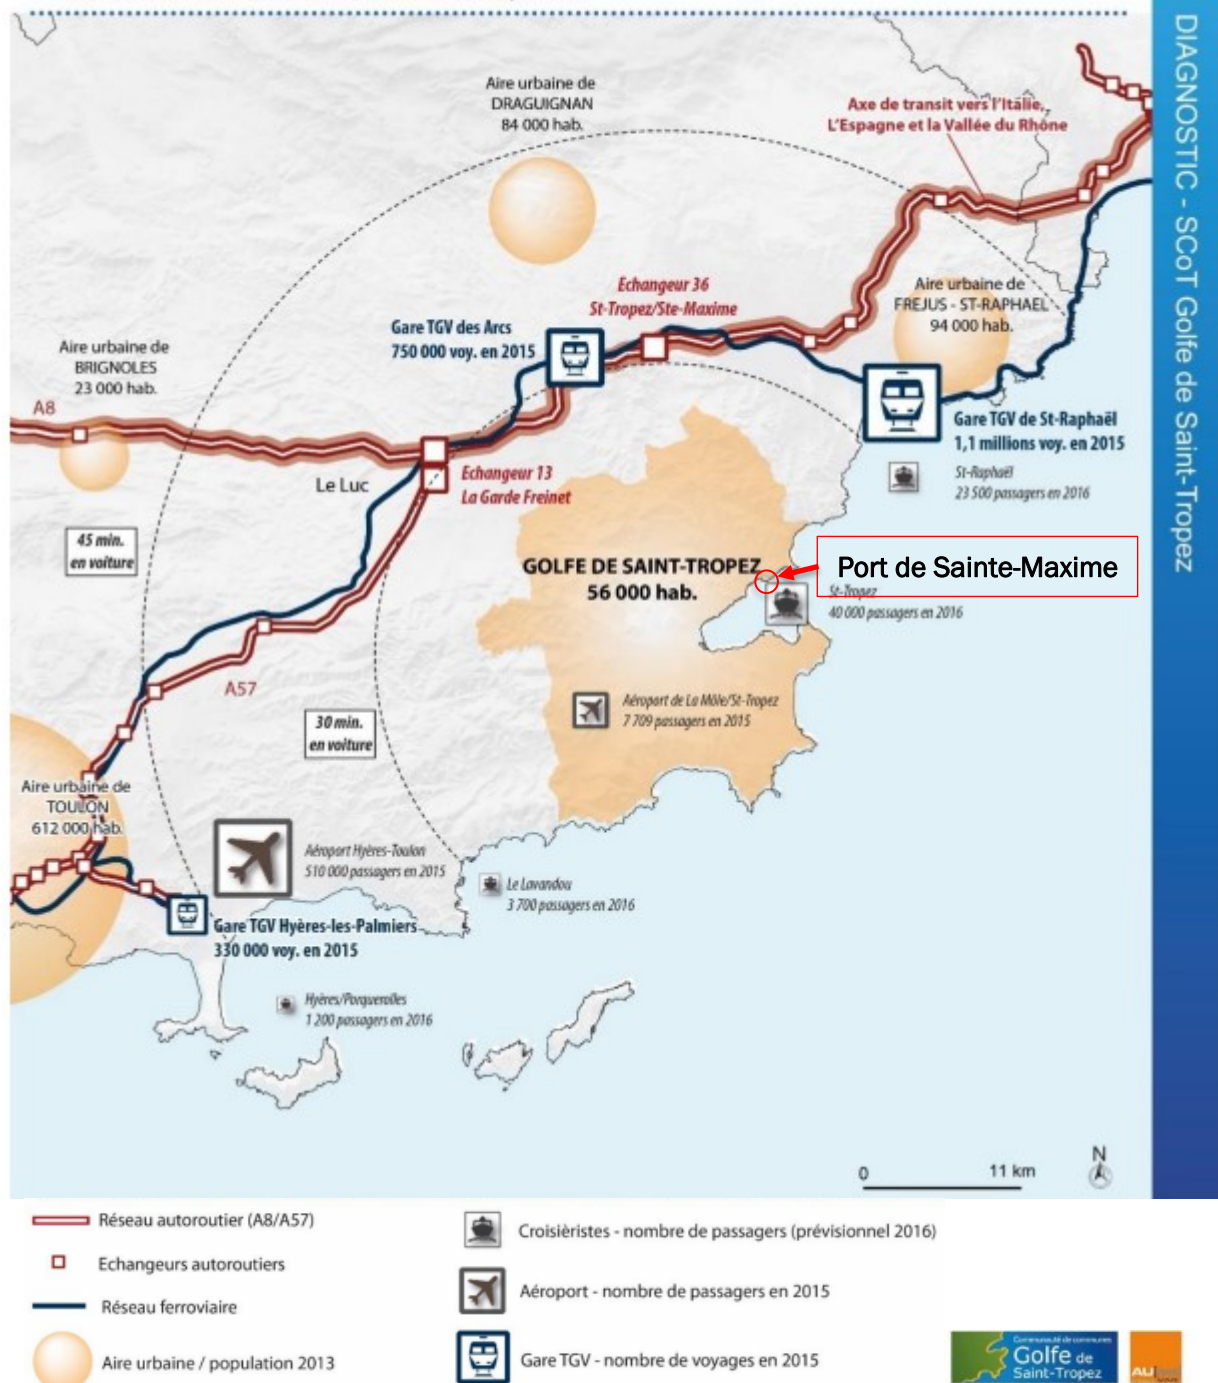 DIAGNOSTIC - SCoT Golfe de Saint-Tropez
Aire urbaine de
DRAGUIGNAN
84 000 hab.
Axe de transit vers l'Italie,
L'Espagne et la Vallée du Rhône
Echangeur 36
St-Tropez/Ste-Maxime
Aire urbaine de
FREJUS - ST-RAPHAEL
94 000 hab.
Gare TGV des Arcs
750 000 voy. en 2015
Aire urbaine de
BRIGNOLES
23 000 hab.
A8
Gare TGV de St-Raphaël
1,1 millions voy. en 2015
St-Raphaël
23 500 passagers en 2016
Le Luc
Echangeur 13
La Garde Freinet
45 min.
en voiture
GOLFE DE SAINT-TROPEZ
56 000 hab.
Port de Sainte-Maxime
St-Tropez
40 000 passagers en 2016
A57
Aéroport de La Môle/St-Tropez
7 709 passagers en 2015
30 min.
en voiture
Aire urbaine de
TOULON
612 000 hab.
Aéroport Hyères-Toulon
510 000 passagers en 2015
Le Lavandou
3 700 passagers en 2016
Gare TGV Hyères-les-Palmiers
330 000 voy. en 2015
Hyères/Porquerolles
1 200 passagers en 2016
0 11 km
N
Réseau autoroutier (A8/A57)
Echangeurs autoroutiers
Réseau ferroviaire
Aire urbaine / population 2013
Croisièristes - nombre de passagers (prévisionnel 2016)
Aéroport - nombre de passagers en 2015
Gare TGV - nombre de voyages en 2015
Communauté de communes
Golfe de
Saint-Tropez
AU